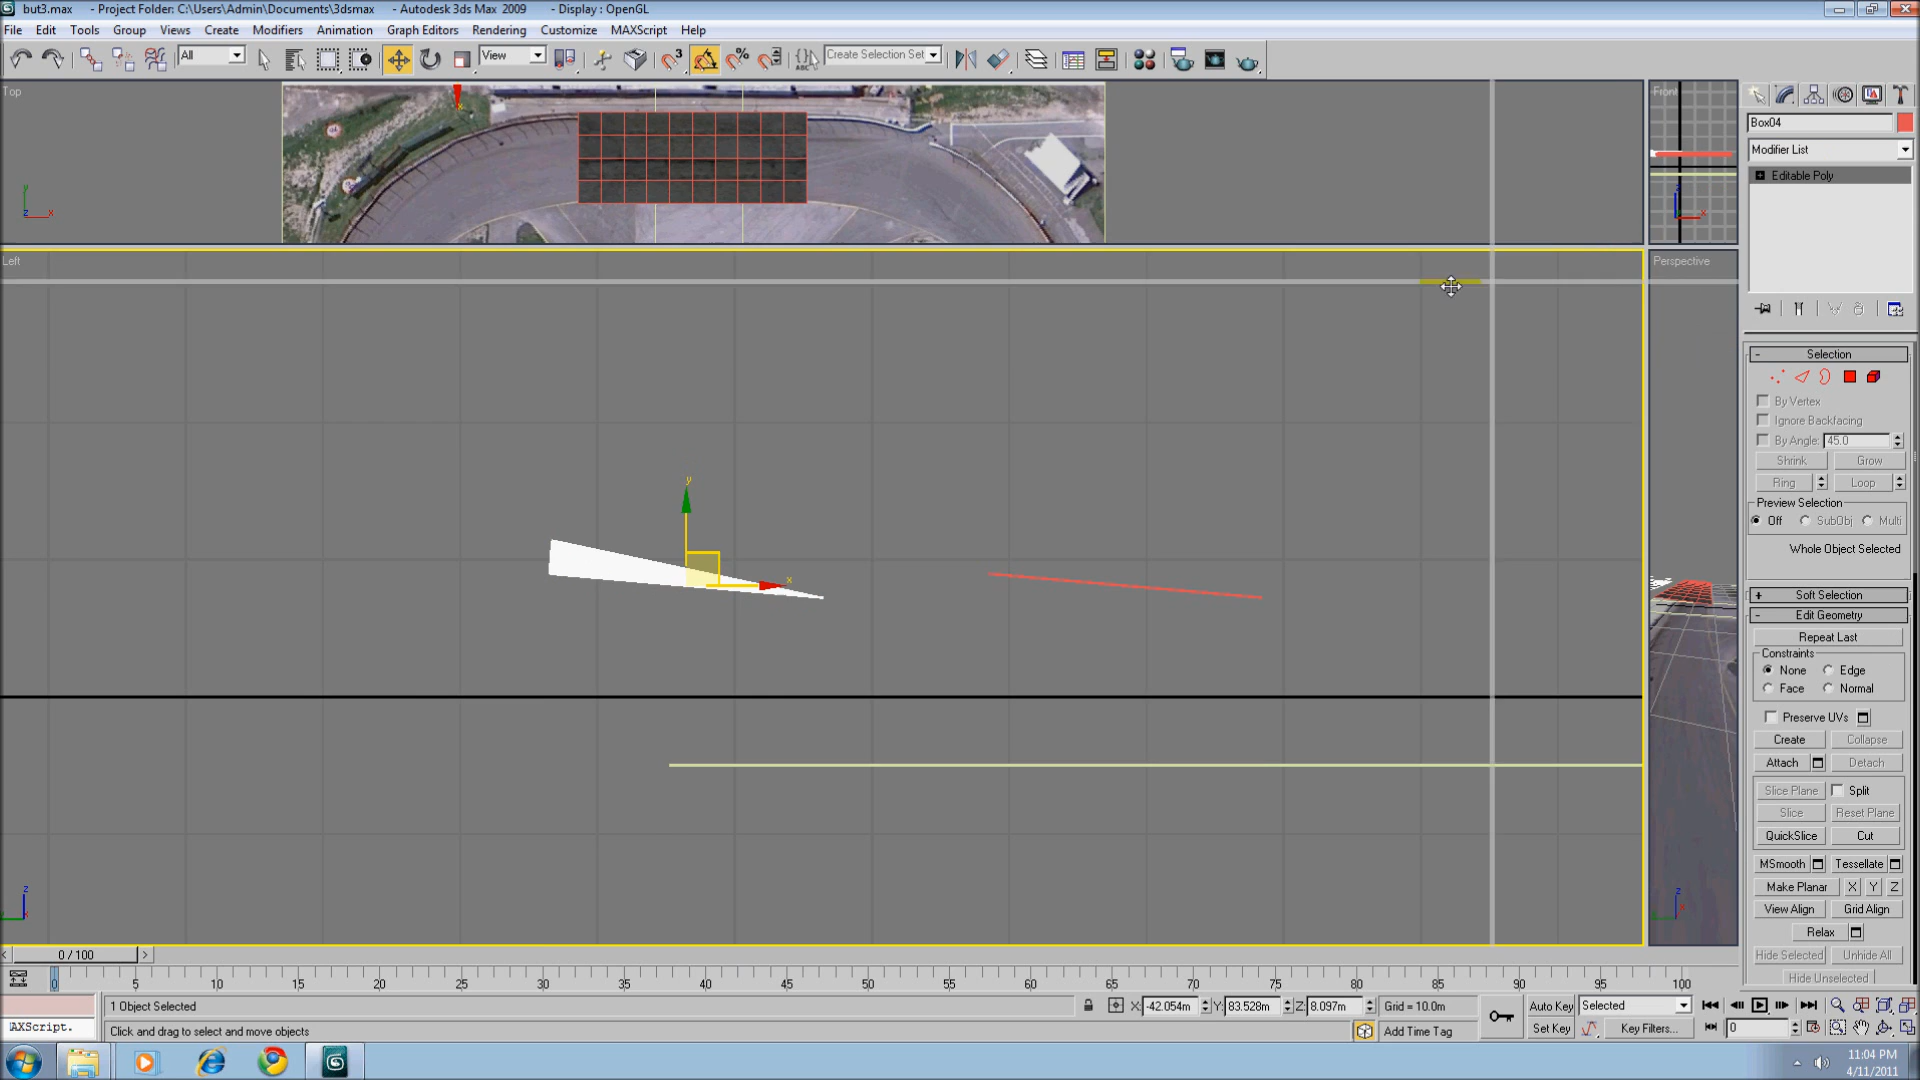 but3.max - Project Folder: C:\Users\Admin\Documents\3dsmax - Autodesk 3ds Max 2009 - Display : OpenGL
File Edit Tools Group Views Create Modifiers Animation Graph Editors Rendering Customize MAXScript Help
All View Create Selection Set
Top
Front
Box04
Modifier List
Editable Poly
Left
Perspective
Selection
By Vertex
Ignore Backfacing
By Angle: 45.0
Shrink Grow
Ring Loop
Preview Selection
Off SubObj Multi
Whole Object Selected
Soft Selection
Edit Geometry
Repeat Last
Constraints
None Edge
Face Normal
Preserve UVs
Create Collapse
Attach Detach
Slice Plane Split
Slice Reset Plane
QuickSlice Cut
MSmooth Tessellate
Make Planar X Y Z
View Align Grid Align
Relax
Hide Selected Unhide All
Hide Unselected
0 / 100
0 5 10 15 20 25 30 35 40 45 50 55 60 65 70 75 80 85 90 95 100
1 Object Selected X: -42.054m Y: 83.528m Z: 8.097m Grid = 10.0m Auto Key Selected
AXScript. Click and drag to select and move objects Add Time Tag Set Key Key Filters... 0
11:04 PM
4/11/2011